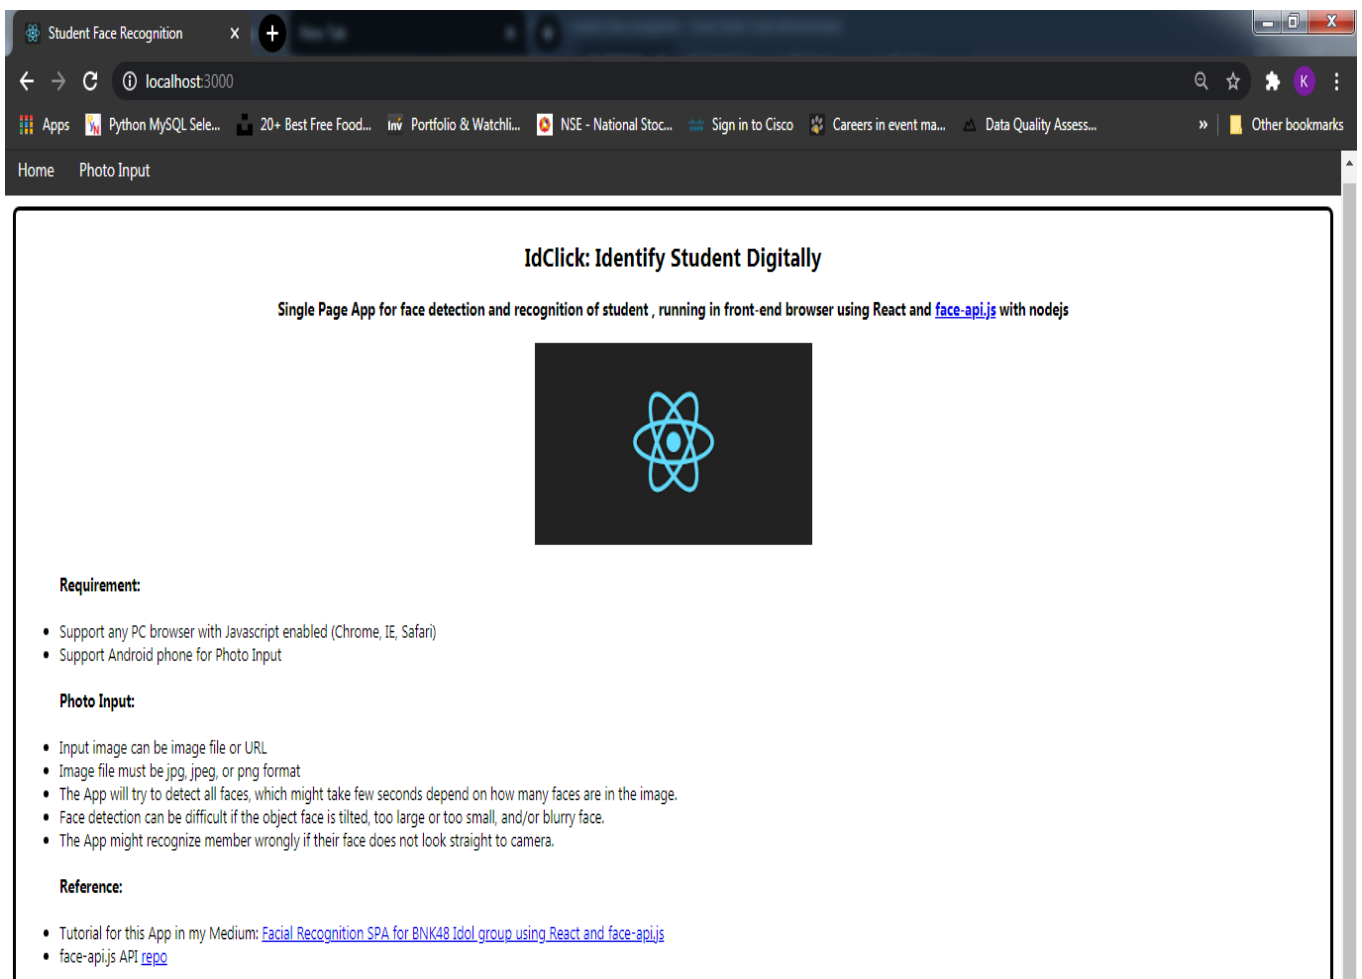 Student Face Recognition
localhost:3000
Apps Python MySQL Sele... 20+ Best Free Food... Inv Portfolio & Watchli... NSE - National Stoc... Sign in to Cisco Careers in event ma... Data Quality Assess... » Other bookmarks
K
Home Photo Input
IdClick: Identify Student Digitally
Single Page App for face detection and recognition of student , running in front-end browser using React and face-api.js with nodejs
Requirement:
Support any PC browser with Javascript enabled (Chrome, IE, Safari)
Support Android phone for Photo Input
Photo Input:
Input image can be image file or URL
Image file must be jpg, jpeg, or png format
The App will try to detect all faces, which might take few seconds depend on how many faces are in the image.
Face detection can be difficult if the object face is tilted, too large or too small, and/or blurry face.
The App might recognize member wrongly if their face does not look straight to camera.
Reference:
Tutorial for this App in my Medium: Facial Recognition SPA for BNK48 Idol group using React and face-api.js
face-api.js API repo